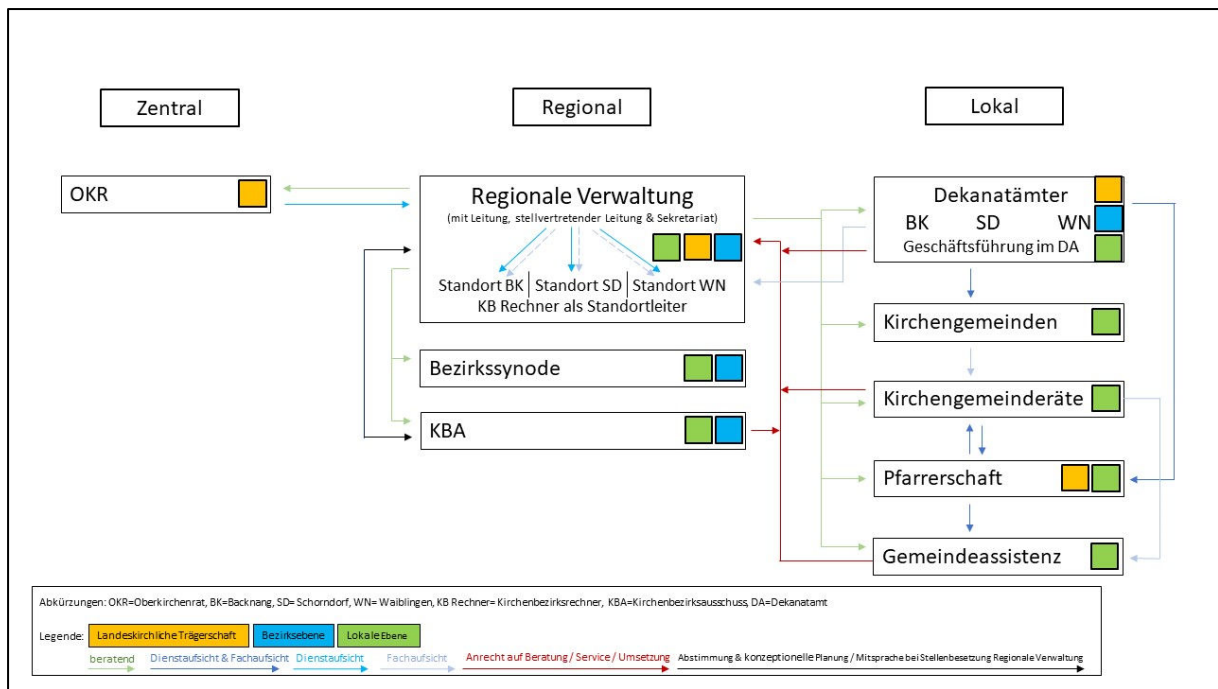 Zentral
Regional
Lokal
OKR
Regionale Verwaltung
(mit Leitung, stellvertretender Leitung & Sekretariat)
Standort BK
Standort SD
Standort WN
KB Rechner als Standortleiter
Bezirkssynode
KBA
Dekanatämter
BK SD WN
Geschäftsführung im DA
Kirchengemeinden
Kirchengemeinderäte
Pfarrerschaft
Gemeindeassistenz
Abkürzungen: OKR=Oberkirchenrat, BK=Backnang, SD= Schorndorf, WN= Waiblingen, KB Rechner= Kirchenbezirksrechner, KBA=Kirchenbezirksausschuss, DA=Dekanatamt
Legende: Landeskirchliche Trägerschaft Bezirksebene Lokale Ebene
beratend Dienstaufsicht & Fachaufsicht Dienstaufsicht Fachaufsicht Anrecht auf Beratung / Service / Umsetzung Abstimmung & konzeptionelle Planung / Mitsprache bei Stellenbesetzung Regionale Verwaltung